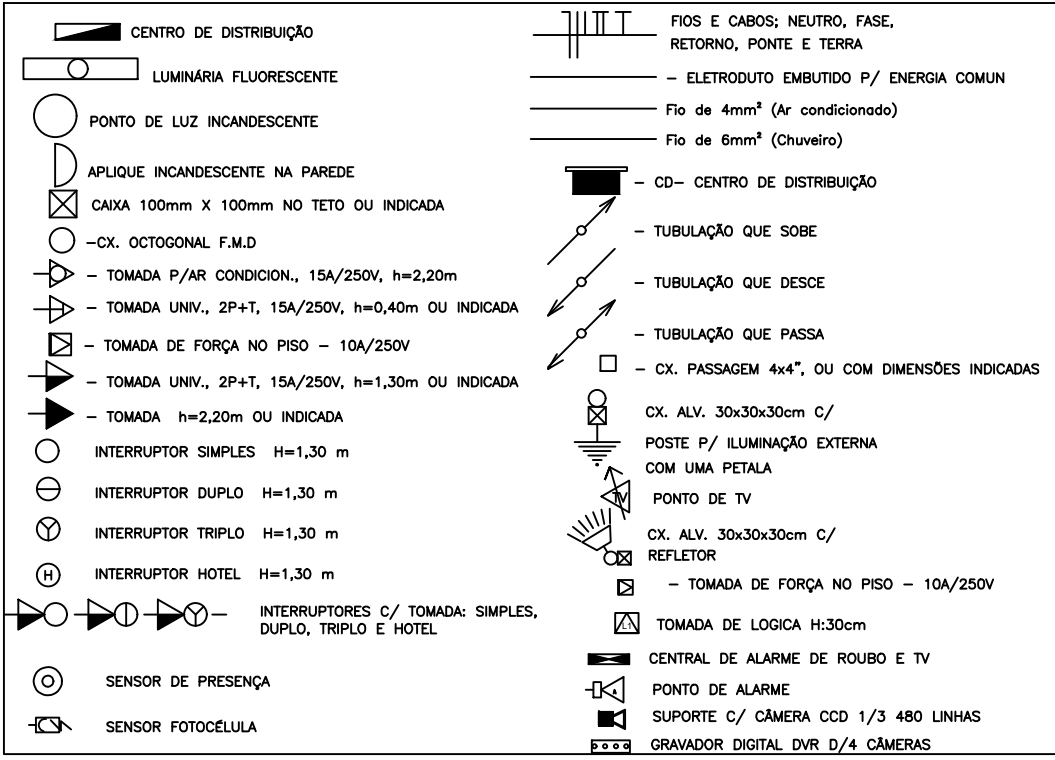 CENTRO DE DISTRIBUIÇÃO
LUMINÁRIA FLUORESCENTE
PONTO DE LUZ INCANDESCENTE
APLIQUE INCANDESCENTE NA PAREDE
CAIXA 100mm X 100mm NO TETO OU INDICADA
-CX. OCTOGONAL F.M.D
- TOMADA P/AR CONDICION., 15A/250V, h=2,20m
- TOMADA UNIV., 2P+T, 15A/250V, h=0,40m OU INDICADA
- TOMADA DE FORÇA NO PISO - 10A/250V
- TOMADA UNIV., 2P+T, 15A/250V, h=1,30m OU INDICADA
- TOMADA h=2,20m OU INDICADA
INTERRUPTOR SIMPLES H=1,30 m
INTERRUPTOR DUPLO H=1,30 m
INTERRUPTOR TRIPLO H=1,30 m
H INTERRUPTOR HOTEL H=1,30 m
INTERRUPTORES C/ TOMADA: SIMPLES,
DUPLO, TRIPLO E HOTEL
SENSOR DE PRESENÇA
SENSOR FOTOCÉLULA
FIOS E CABOS; NEUTRO, FASE,
RETORNO, PONTE E TERRA
- ELETRODUTO EMBUTIDO P/ ENERGIA COMUN
Fio de 4mm² (Ar condicionado)
Fio de 6mm² (Chuveiro)
- CD- CENTRO DE DISTRIBUIÇÃO
- TUBULAÇÃO QUE SOBE
- TUBULAÇÃO QUE DESCE
- TUBULAÇÃO QUE PASSA
- CX. PASSAGEM 4x4", OU COM DIMENSÕES INDICADAS
CX. ALV. 30x30x30cm C/
POSTE P/ ILUMINAÇÃO EXTERNA
COM UMA PETALA
TV PONTO DE TV
CX. ALV. 30x30x30cm C/
REFLETOR
- TOMADA DE FORÇA NO PISO - 10A/250V
L1 TOMADA DE LOGICA H:30cm
CENTRAL DE ALARME DE ROUBO E TV
A PONTO DE ALARME
SUPORTE C/ CÂMERA CCD 1/3 480 LINHAS
GRAVADOR DIGITAL DVR D/4 CÂMERAS